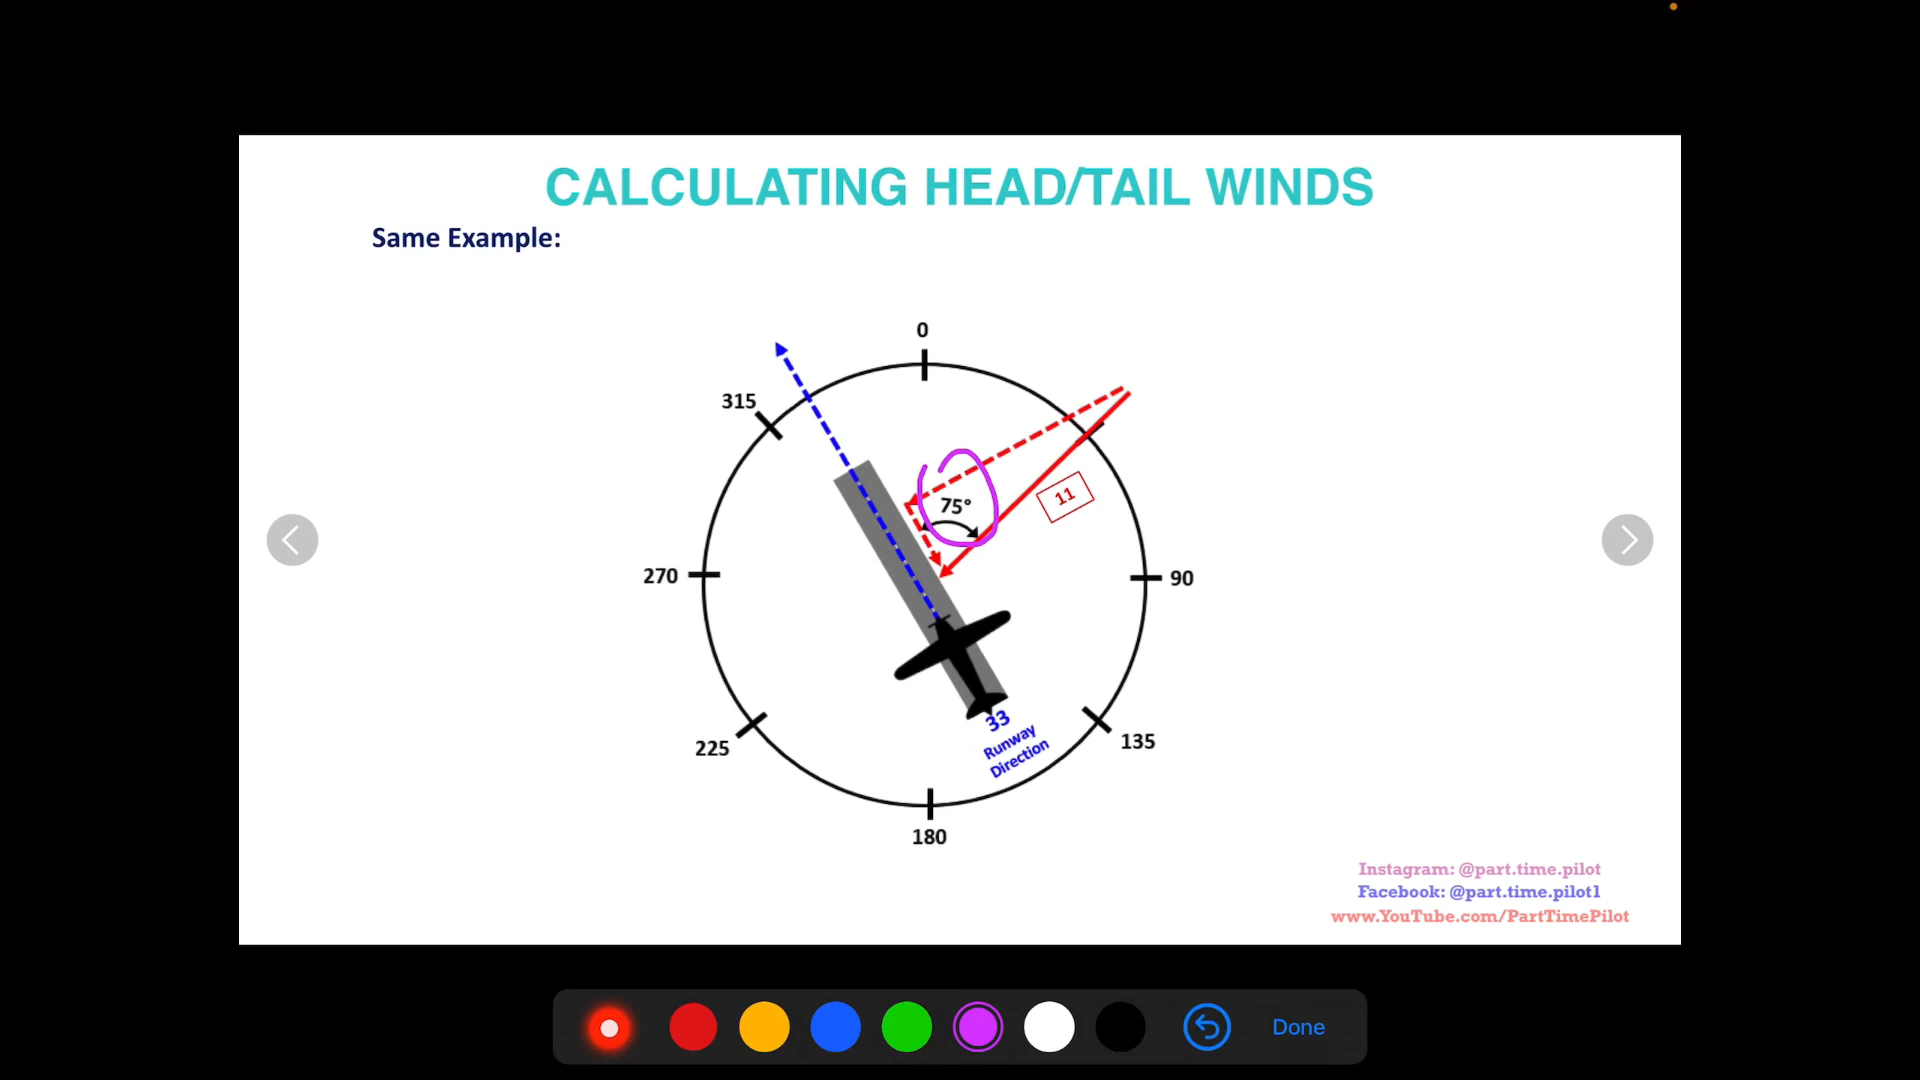 CALCULATING HEAD/TAIL WINDS
Same Example:
0
315
11
75°
270
90
33
Runway
Direction
225
135
180
Instagram: @part.time.pilot
Facebook: @part.time.pilot1
www.YouTube.com/PartTimePilot
Done